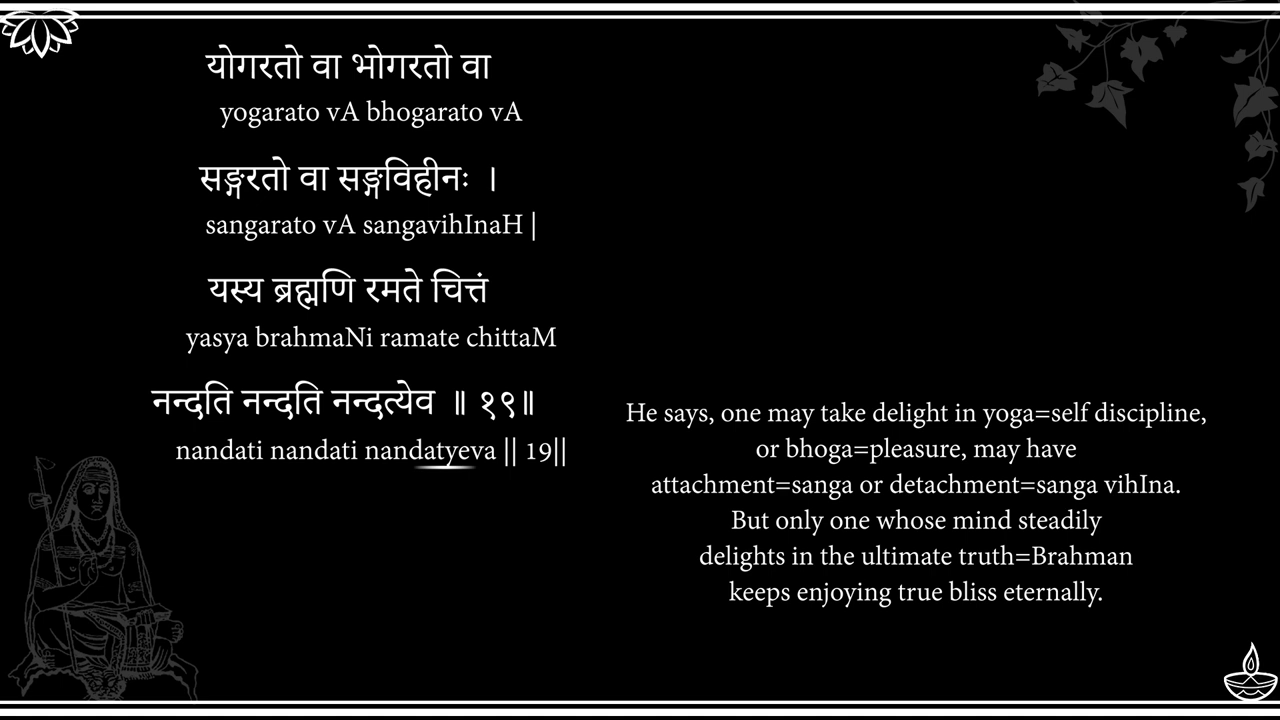 योगरतो वा भोगरतो वा
yogarato vA bhogarato vA
सङ्गरतो वा सङ्गविहीनः ।
sangarato vA sangavihInaH |
यस्य ब्रह्मणि रमते चित्तं
yasya brahmaNi ramate chittaM
नन्दति नन्दति नन्दत्येव ॥ १९॥
nandati nandati nandatyeva || 19||
He says, one may take delight in yoga=self discipline,
or bhoga=pleasure, may have
attachment=sanga or detachment=sanga vihIna.
But only one whose mind steadily
delights in the ultimate truth=Brahman
keeps enjoying true bliss eternally.